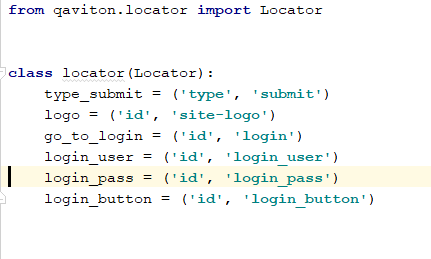 from qaviton.locator import Locator
class locator(Locator):
type_submit = ('type', 'submit')
logo = ('id', 'site-logo')
go_to_login = ('id', 'login')
login_user = ('id', 'login_user')
login_pass = ('id', 'login_pass')
login_button = ('id', 'login_button')